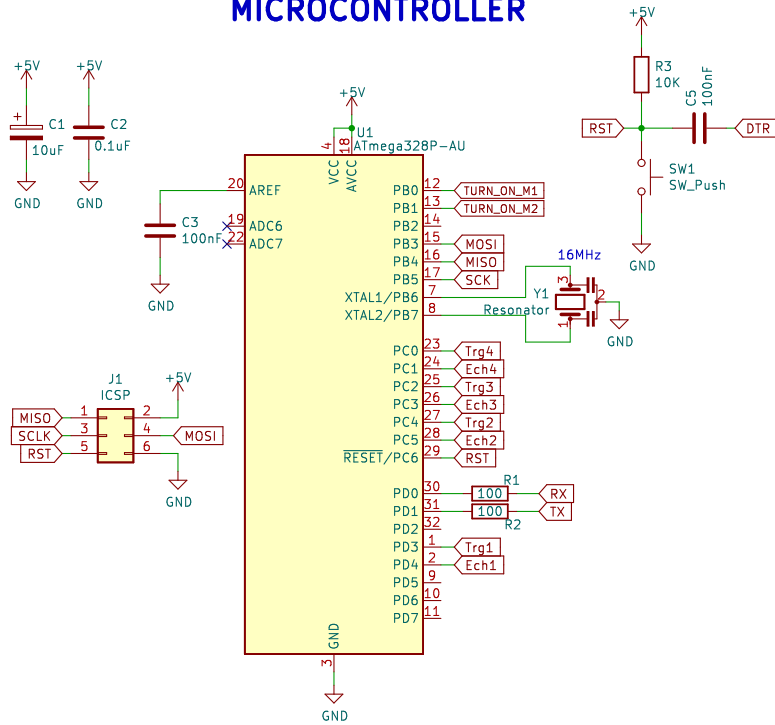 MICROCONTROLLER
+5V
+5V
+5V
+5V
C1
10uF
GND
C2
0.1uF
GND
R3
10K
C5
100nF
RST
DTR
SW1
SW_Push
GND
U1
ATmega328P-AU
4
18
VCC
AVCC
20 AREF
19 ADC6
22 ADC7
C3
100nF
GND
PB0 12 TURN_ON_M1
PB1 13 TURN_ON_M2
PB2 14
PB3 15 MOSI
PB4 16 MISO
PB5 17 SCK
XTAL1/PB6 7
XTAL2/PB7 8
16MHz
Y1
Resonator
3
2
1
GND
PC0 23 Trg4
PC1 24 Ech4
PC2 25 Trg3
PC3 26 Ech3
PC4 27 Trg2
PC5 28 Ech2
RESET/PC6 29 RST
J1
ICSP
+5V
MISO 1 2
SCLK 3 4 MOSI
RST 5 6
GND
PD0 30 R1 100 RX
PD1 31 100 TX
R2
PD2 32
PD3 1 Trg1
PD4 2 Ech1
PD5 9
PD6 10
PD7 11
GND
3
GND